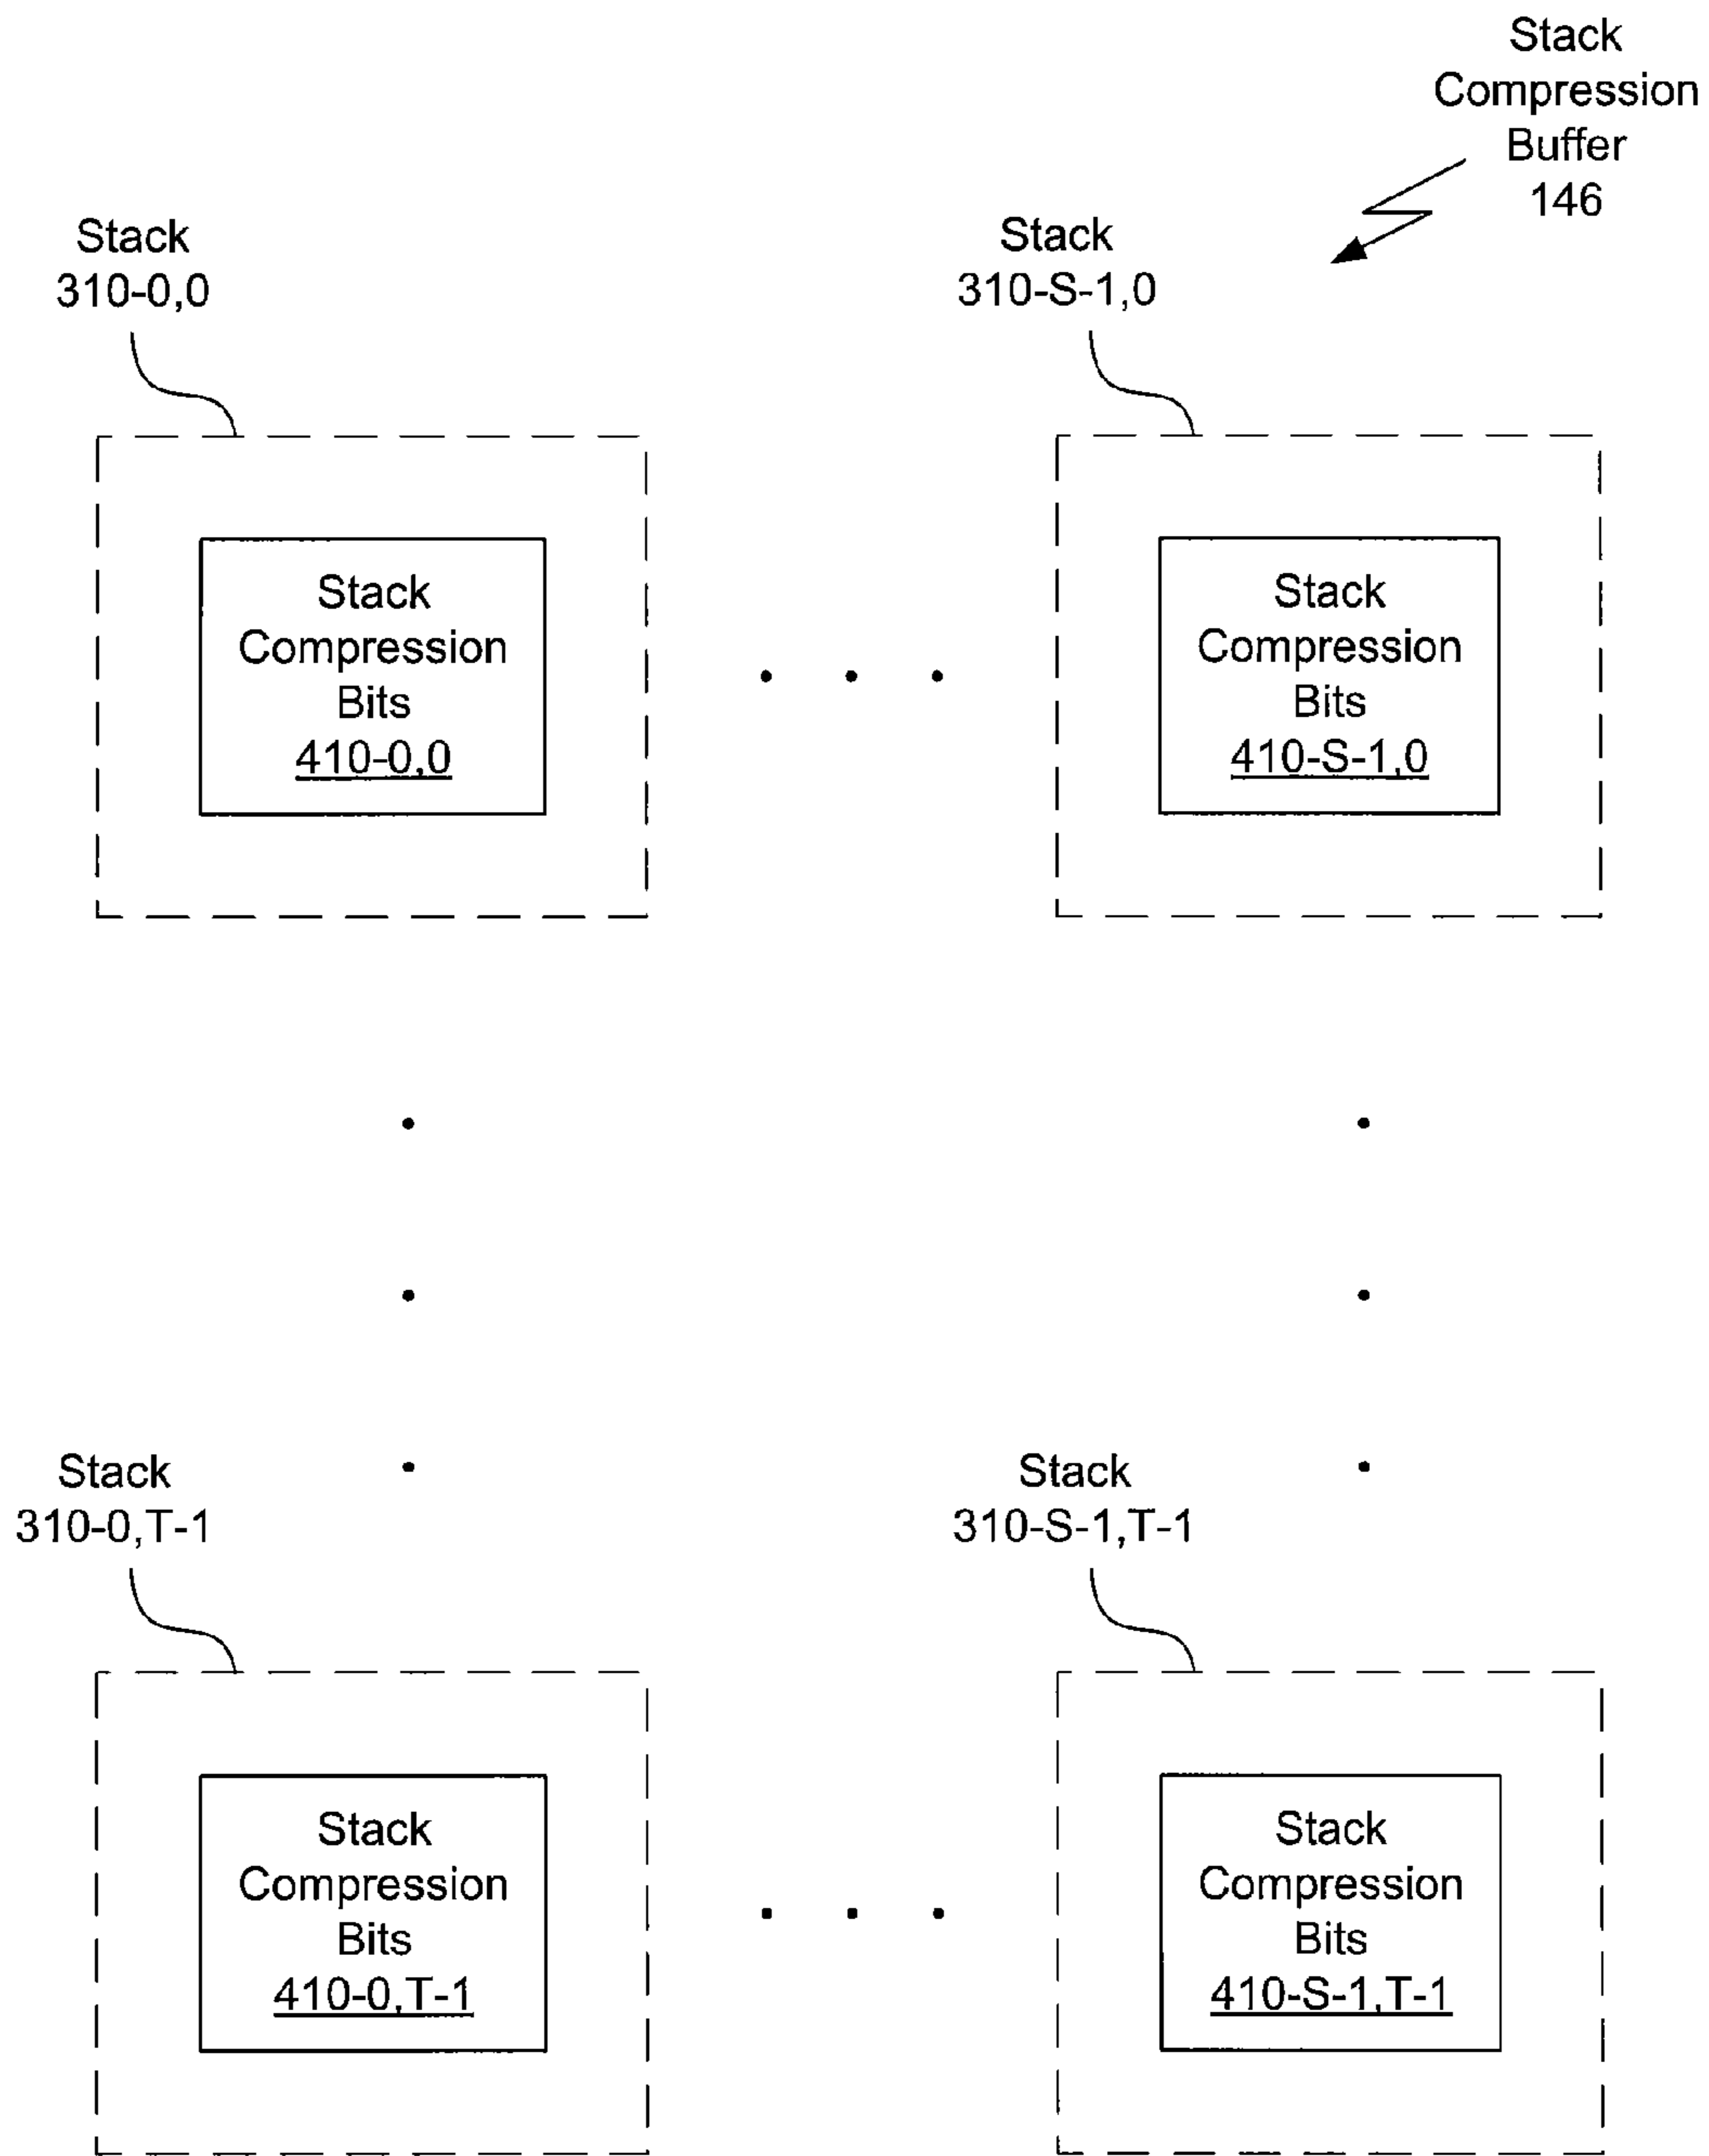 Stack
Compression
Buffer
146
Stack
310-0,0
Stack
310-S-1,0
Stack
Compression
Bits
410-0,0
Stack
Compression
Bits
410-S-1,0
Stack
310-0,T-1
Stack
310-S-1,T-1
Stack
Compression
Bits
410-0,T-1
Stack
Compression
Bits
410-S-1,T-1